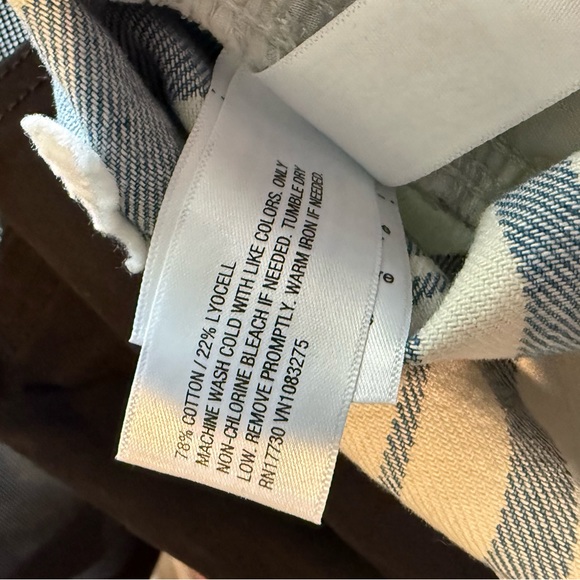 78% COTTON / 22% LYOCELL
MACHINE WASH COLD WITH LIKE COLORS. ONLY
NON-CHLORINE BLEACH IF NEEDED. TUMBLE DRY
LOW. REMOVE PROMPTLY. WARM IRON IF NEEDED.
RN17730 VN1083275